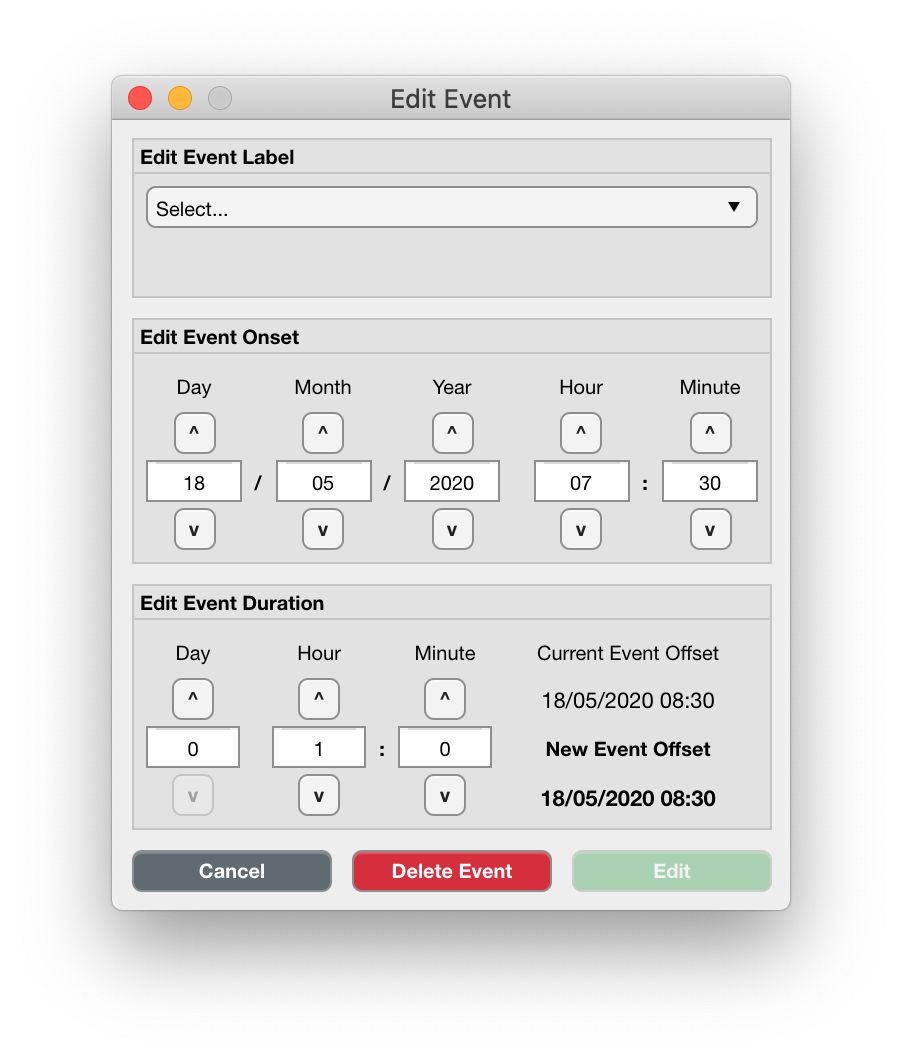 Edit Event
Edit Event Label
Select...
▼
Edit Event Onset
Day Month Year Hour Minute
^ ^ ^ ^ ^
18 / 05 / 2020 07 : 30
v v v v v
Edit Event Duration
Day Hour Minute Current Event Offset
^ ^ ^ 18/05/2020 08:30
0 1 : 0 New Event Offset
v v v 18/05/2020 08:30
Cancel Delete Event Edit